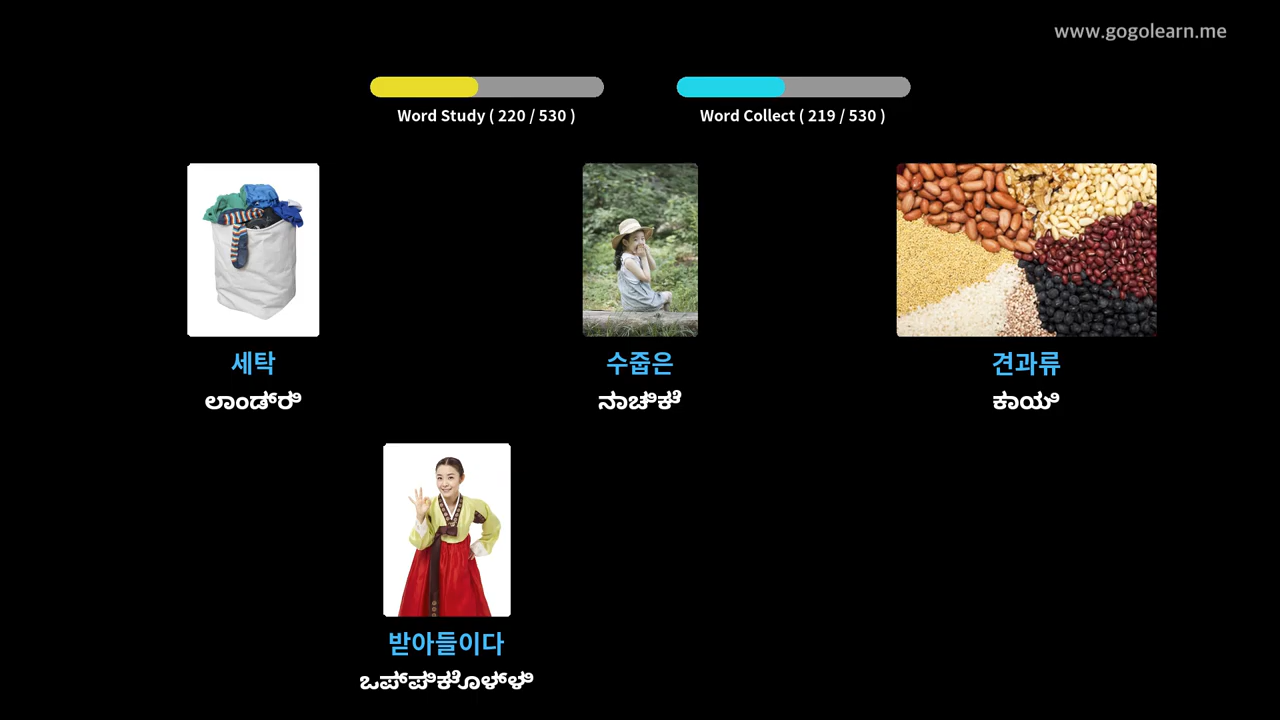 www.gogolearn.me
Word Study ( 220 / 530 )
Word Collect ( 219 / 530 )
세탁
수줍은
견과류
ಲಾಂಡ್ರಿ
ನಾಚಿಕೆ
ಕಾಯಿ
받아들이다
ಒಪ್ಪಿಕೊಳ್ಳಿ